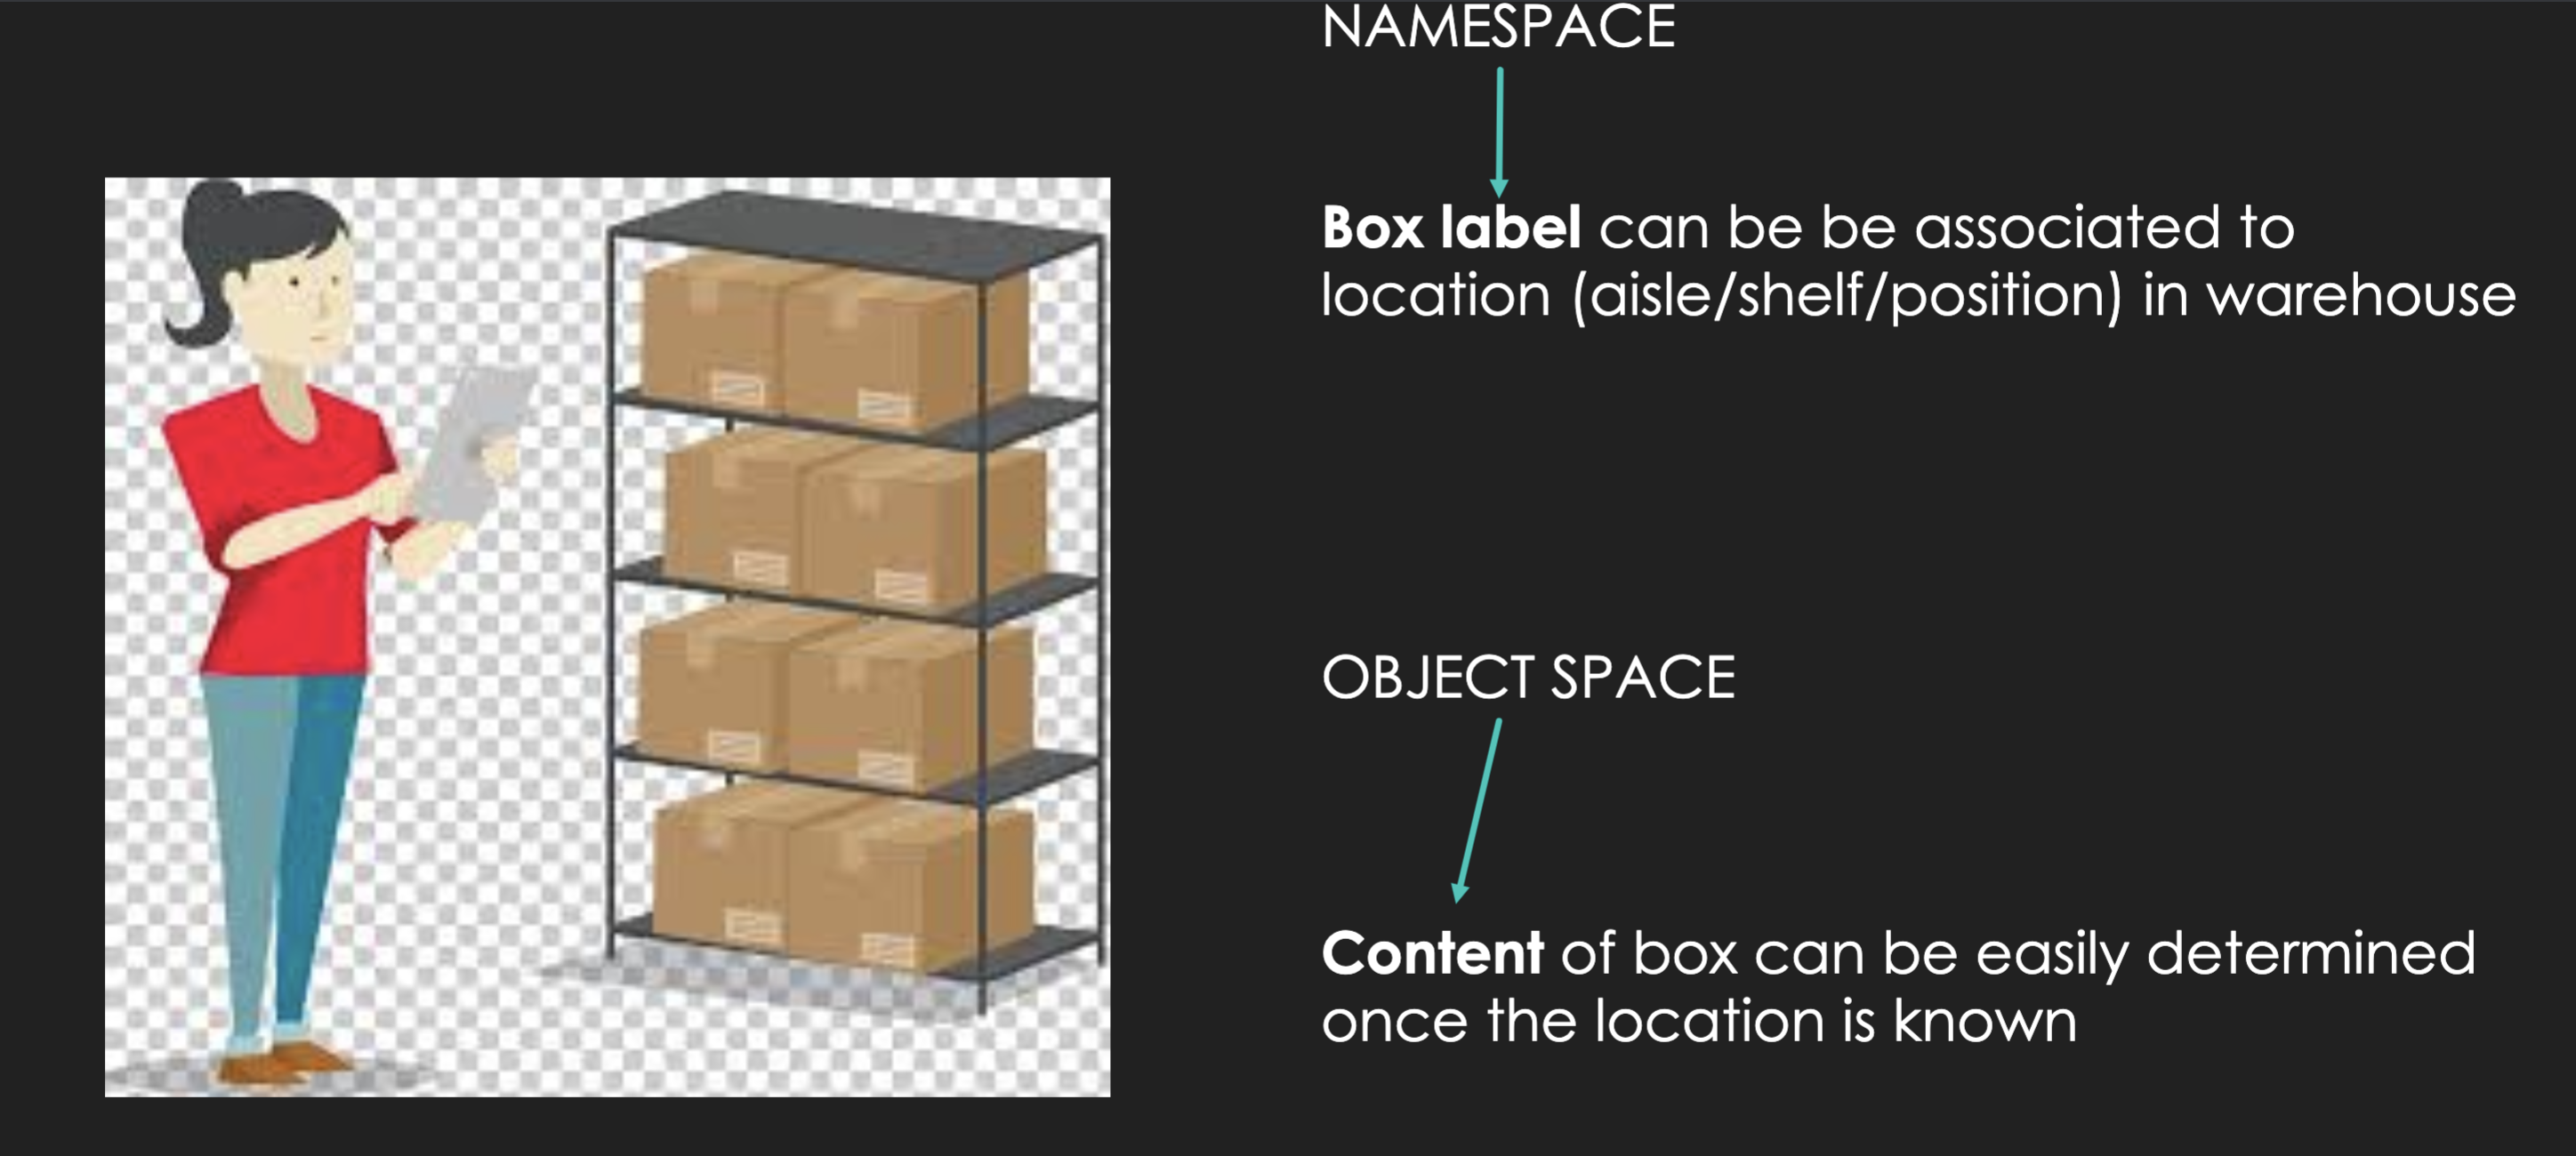 NAMESPACE
Box label can be be associated to
location (aisle/shelf/position) in warehouse
OBJECT SPACE
Content of box can be easily determined
once the location is known